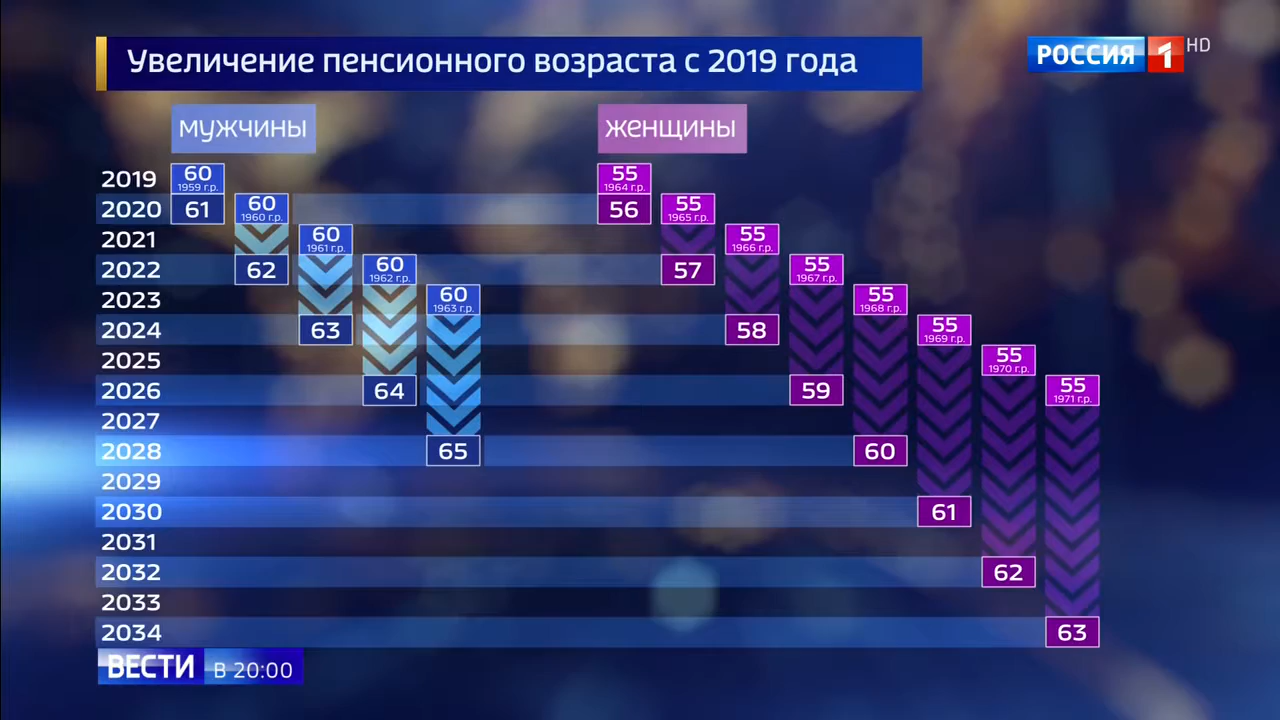 Увеличение пенсионного возраста с 2019 года
РОССИЯ 1 HD
мужчины женщины
2019 60 1959 г.р. 55 1964 г.р.
2020 61 60 1960 г.р. 56 55 1965 г.р.
2021 60 1961 г.р. 55 1966 г.р.
2022 62 60 1962 г.р. 57 55 1967 г.р.
2023 60 1963 г.р. 55 1968 г.р.
2024 63 58 55 1969 г.р.
2025 55 1970 г.р.
2026 64 59 55 1971 г.р.
2027
2028 65 60
2029
2030 61
2031
2032 62
2033
2034 63
ВЕСТИ В 20:00